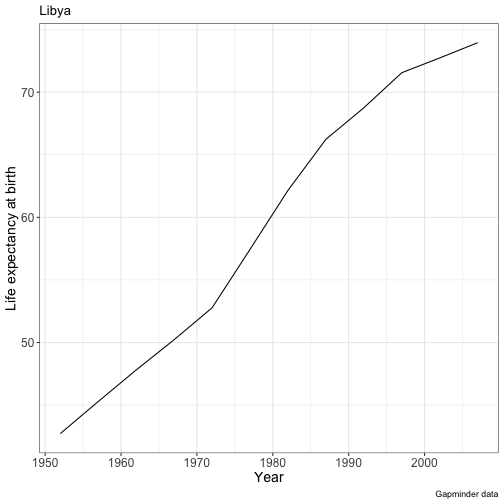 Libya
Life expectancy at birth
70
60
50
1950 1960 1970 1980 1990 2000
Year
Gapminder data